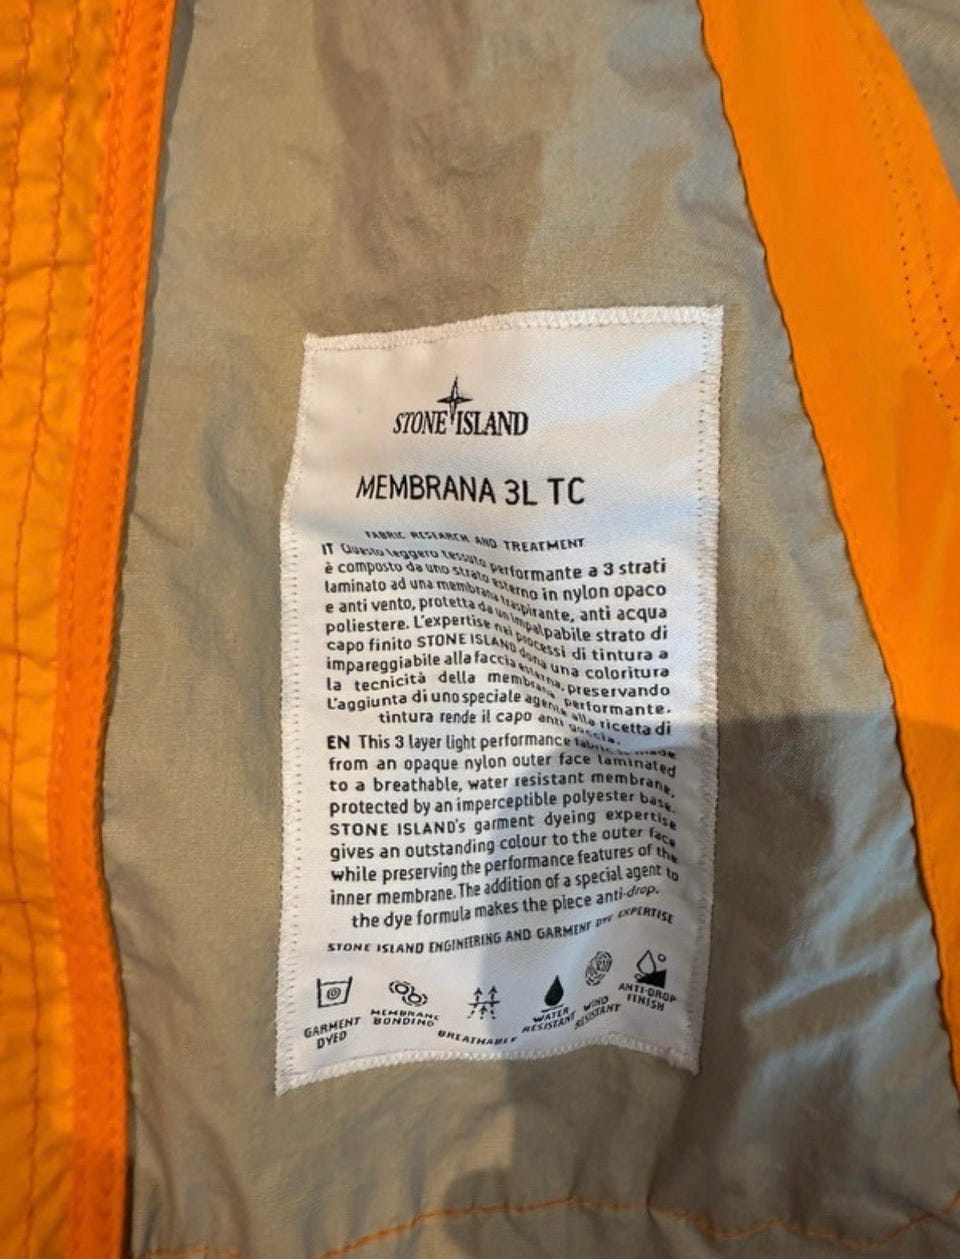 STONE ISLAND
MEMBRANA 3L TC
FABRIC RESEARCH AND TREATMENT
IT Questo leggero tessuto performante a 3 strati
è composto da uno strato esterno in nylon opaco
laminato ad una membrana traspirante, anti acqua
e anti vento, protetta da un impalpabile strato di
poliestere. L'expertise nei processi di tintura a
capo finito STONE ISLAND dona una coloritura
impareggiabile alla faccia esterna, preservando
la tecnicità della membrana performante.
L'aggiunta di uno speciale agente alla ricetta di
tintura rende il capo anti goccia.
EN This 3 layer light performance fabric is made
from an opaque nylon outer face laminated
to a breathable, water resistant membrane,
protected by an imperceptible polyester base.
STONE ISLAND's garment dyeing expertise
gives an outstanding colour to the outer face
while preserving the performance features of the
inner membrane. The addition of a special agent to
the dye formula makes the piece anti-drop.
STONE ISLAND ENGINEERING AND GARMENT DYE EXPERTISE
GARMENT DYED
MEMBRANE BONDING
BREATHABLE
WATER RESISTANT
WIND RESISTANT
ANTI-DROP FINISH